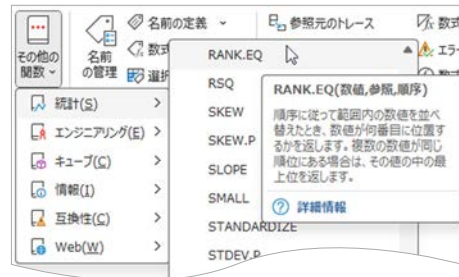 名前の定義
参照元のトレース
fx 数式
その他の
関数
名前
の管理
数式
選択
エラー
統計(S)
エンジニアリング(E)
キューブ(C)
情報(I)
互換性(C)
Web(W)
RANK.EQ
RSQ
SKEW
SKEW.P
SLOPE
SMALL
STANDARDIZE
STDEV.P
RANK.EQ(数値,参照,順序)
順序に従って範囲内の数値を並べ
替えたとき、数値が何番目に位置す
るかを返します。複数の数値が同じ
順位にある場合は、その値の中の最
上位を返します。
詳細情報